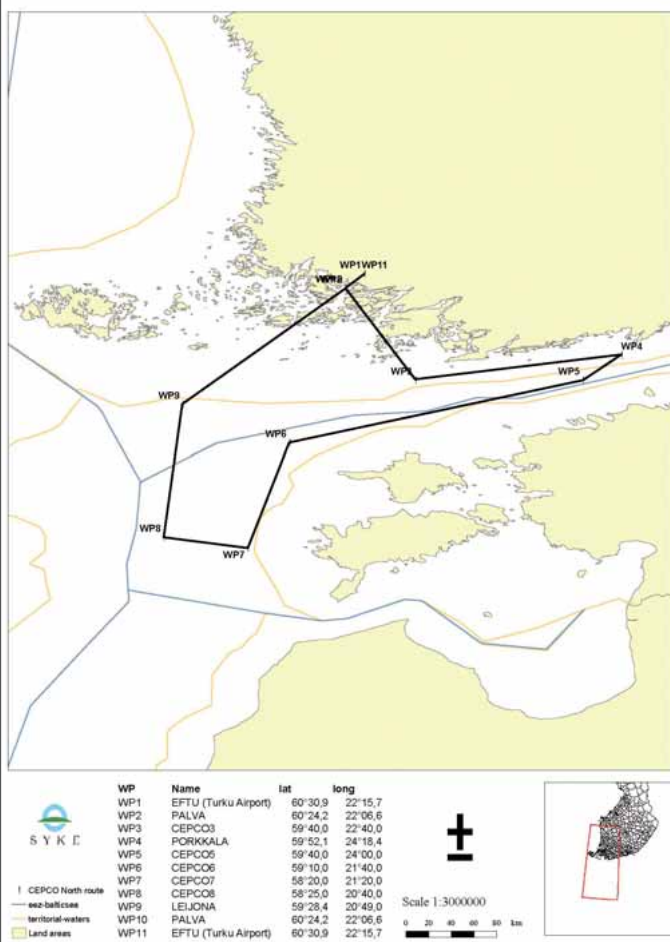 WP1WP11
WP4
WP5
WP9
WP6
WP8
WP7
SYKE
! CEPCO North route
eez-balticsea
territorial-waters
Land areas
WP Name lat long
WP1 EFTU (Turku Airport) 60°30,9 22°15,7
WP2 PALVA 60°24,2 22°06,6
WP3 CEPCO3 59°40,0 22°40,0
WP4 PORKKALA 59°52,1 24°18,4
WP5 CEPCO5 59°40,0 24°00,0
WP6 CEPCO6 59°10,0 21°40,0
WP7 CEPCO7 58°20,0 21°20,0
WP8 CEPCO8 58°25,0 20°40,0
WP9 LEIJONA 59°28,4 20°49,0
WP10 PALVA 60°24,2 22°06,6
WP11 EFTU (Turku Airport) 60°30,9 22°15,7
Scale 1:3000000
0 20 40 60 80 km